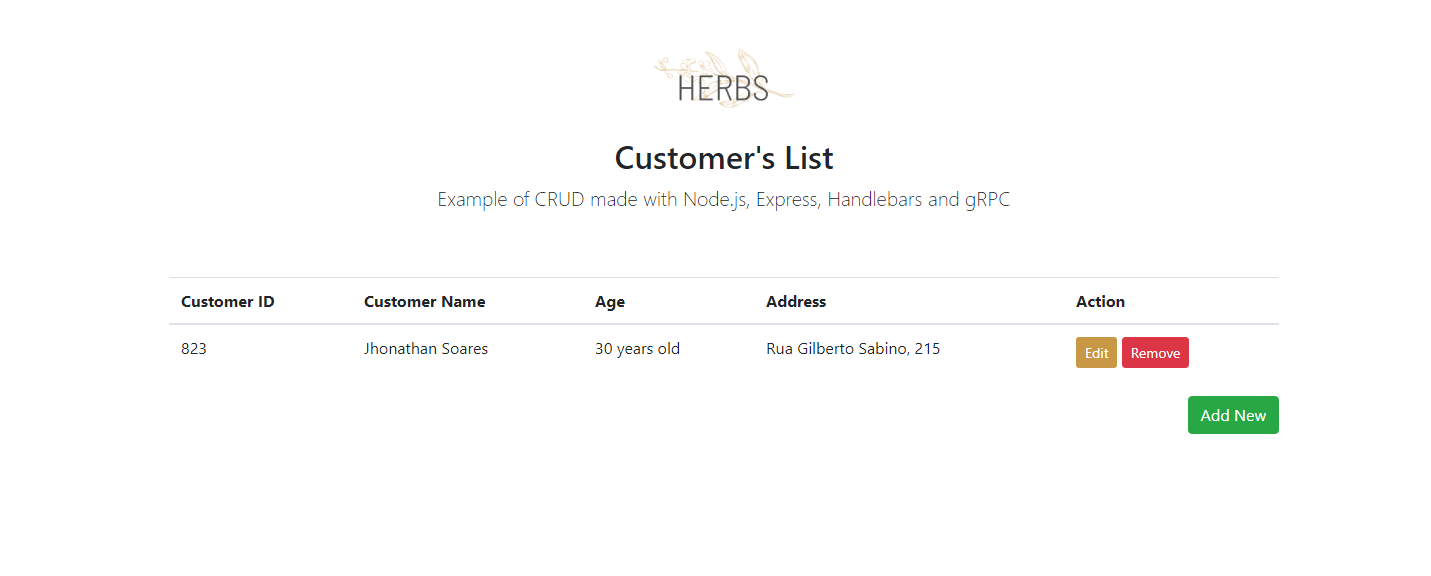 HERBS
Customer's List
Example of CRUD made with Node.js, Express, Handlebars and gRPC
Customer ID Customer Name Age Address Action
823 Jhonathan Soares 30 years old Rua Gilberto Sabino, 215 Edit Remove
Add New